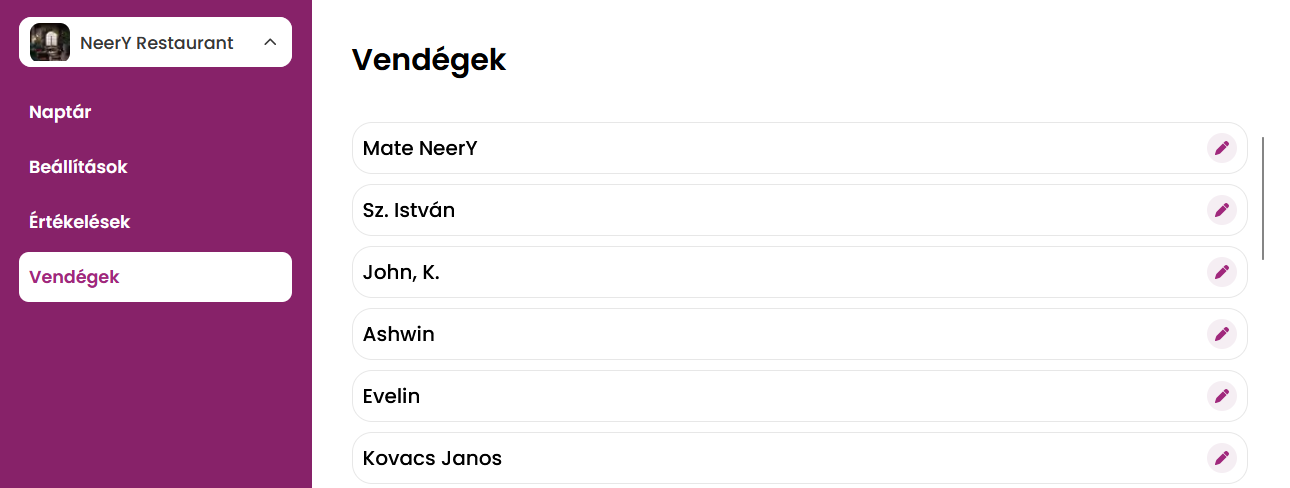 NeerY Restaurant
Naptár
Beállítások
Értékelések
Vendégek
Vendégek
Mate NeerY
Sz. István
John, K.
Ashwin
Evelin
Kovacs Janos